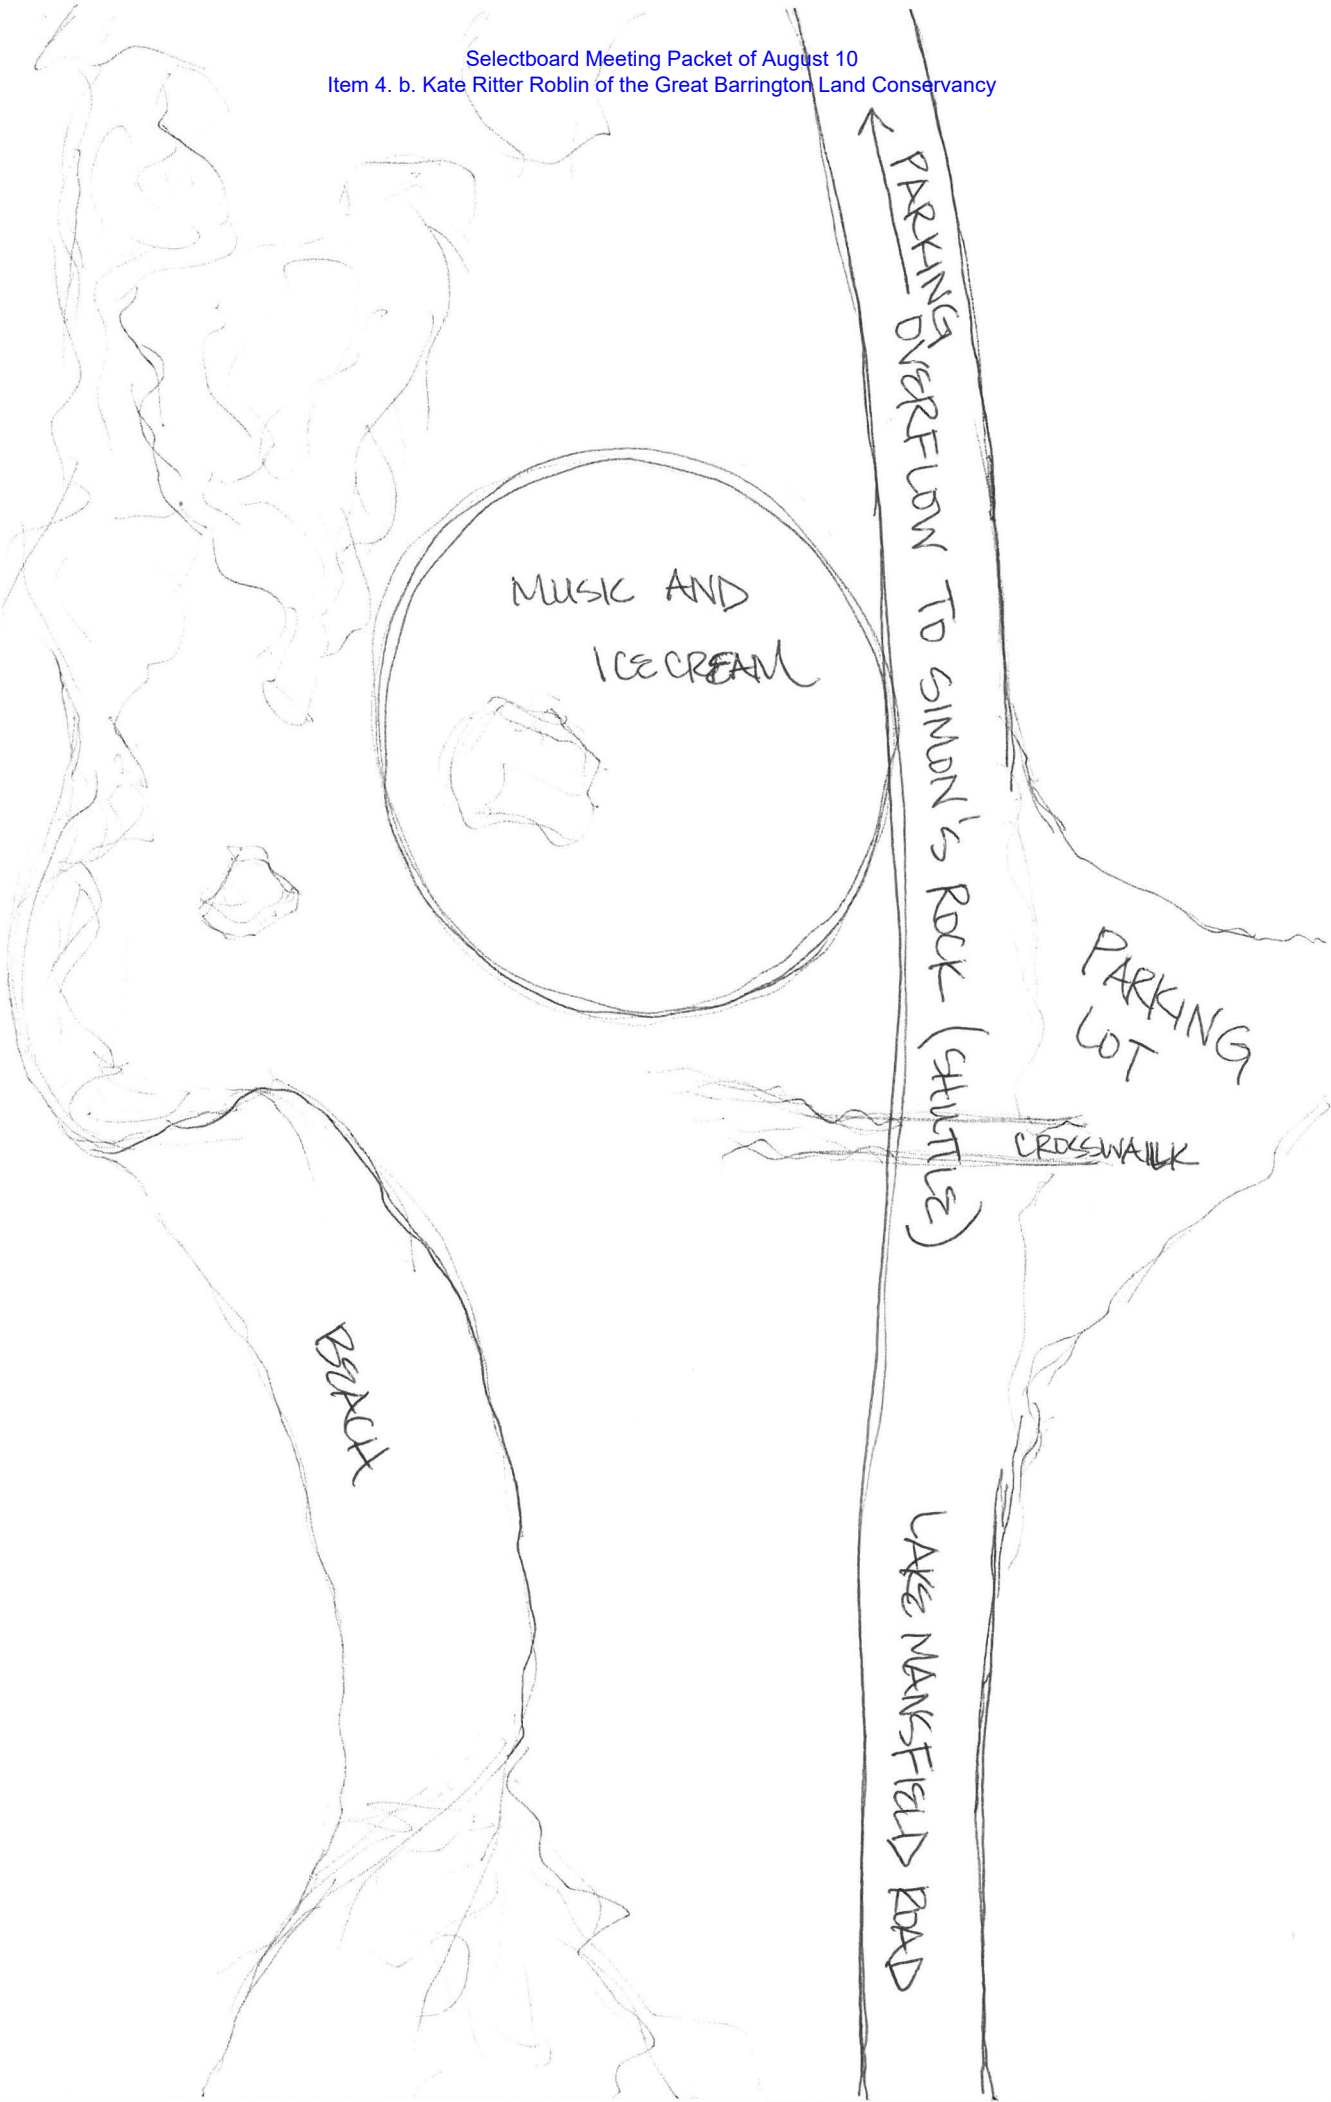 Selectboard Meeting Packet of August 10
Item 4. b. Kate Ritter Roblin of the Great Barrington Land Conservancy
PARKING
OVERFLOW TO SIMON'S ROCK (SHUTTLE)
MUSIC AND
ICE CREAM
PARKING
LOT
CROSSWALK
BEACH
LAKE MANSFIELD ROAD